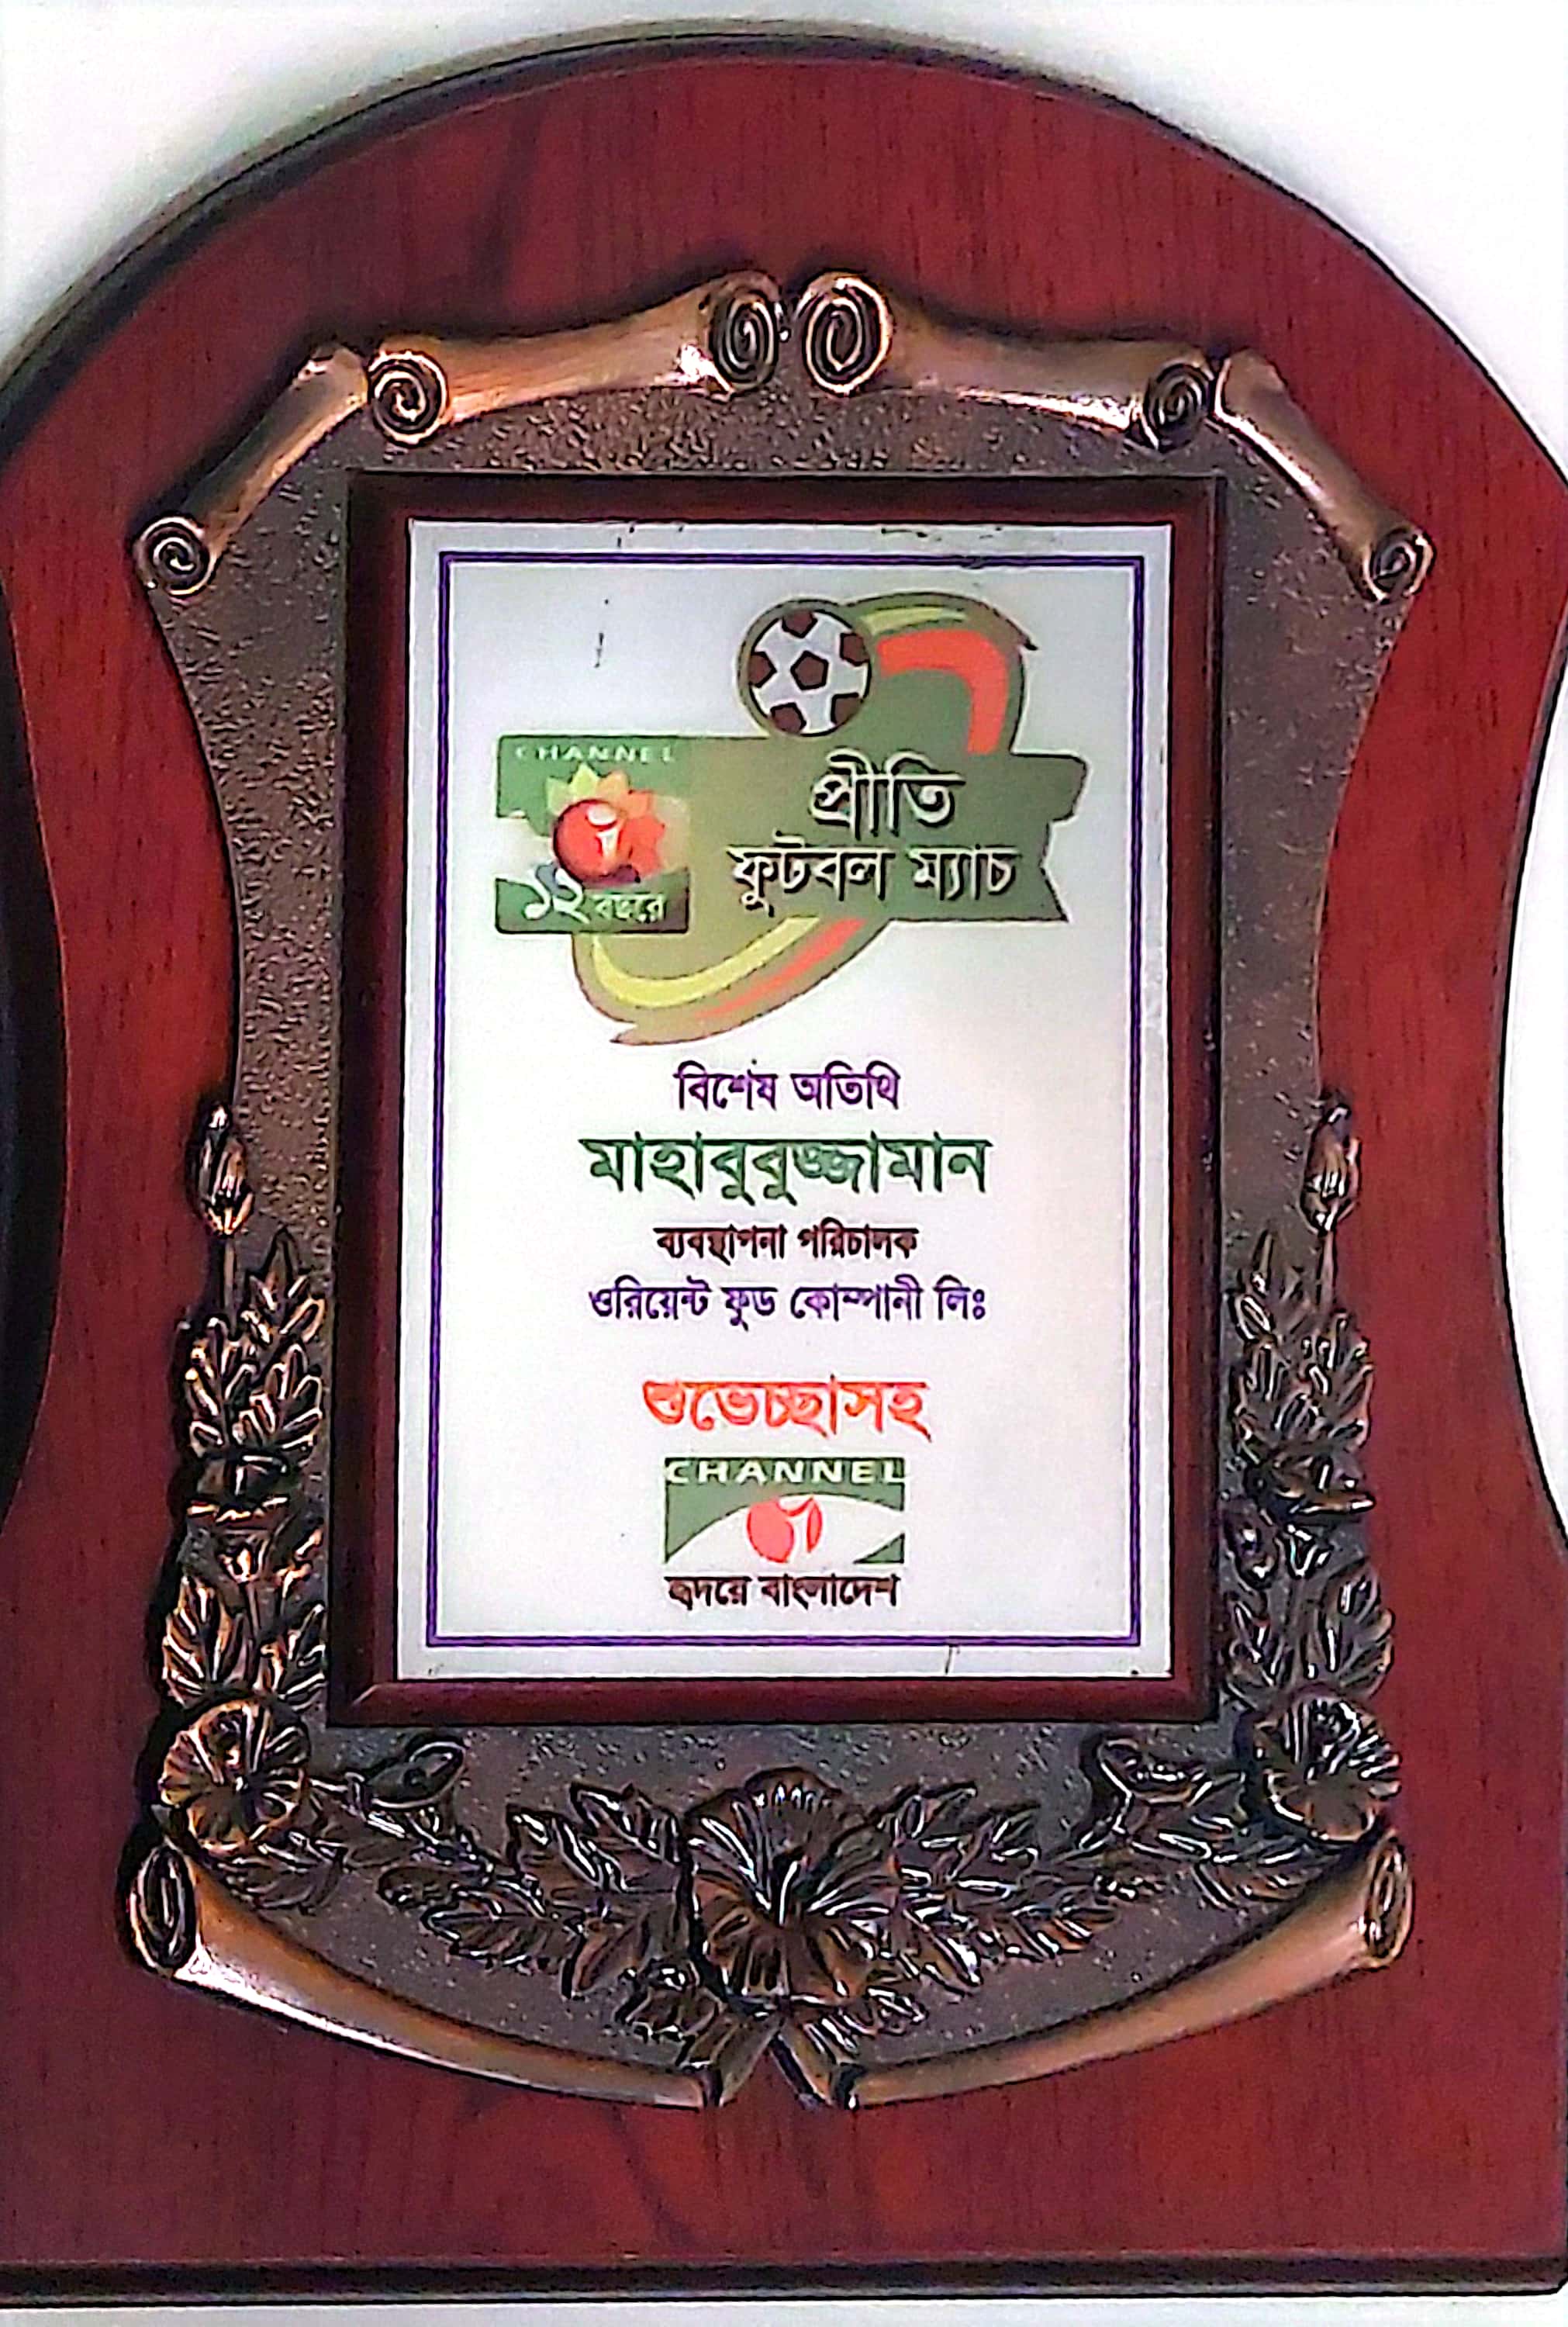 CHANNEL
i
১২ বছরে
প্রীতি
ফুটবল ম্যাচ
বিশেষ অতিথি
মাহাবুবুজ্জামান
ব্যবস্থাপনা পরিচালক
ওরিয়েন্ট ফুড কোম্পানী লিঃ
শুভেচ্ছাসহ
CHANNEL
i
হৃদয়ে বাংলাদেশ